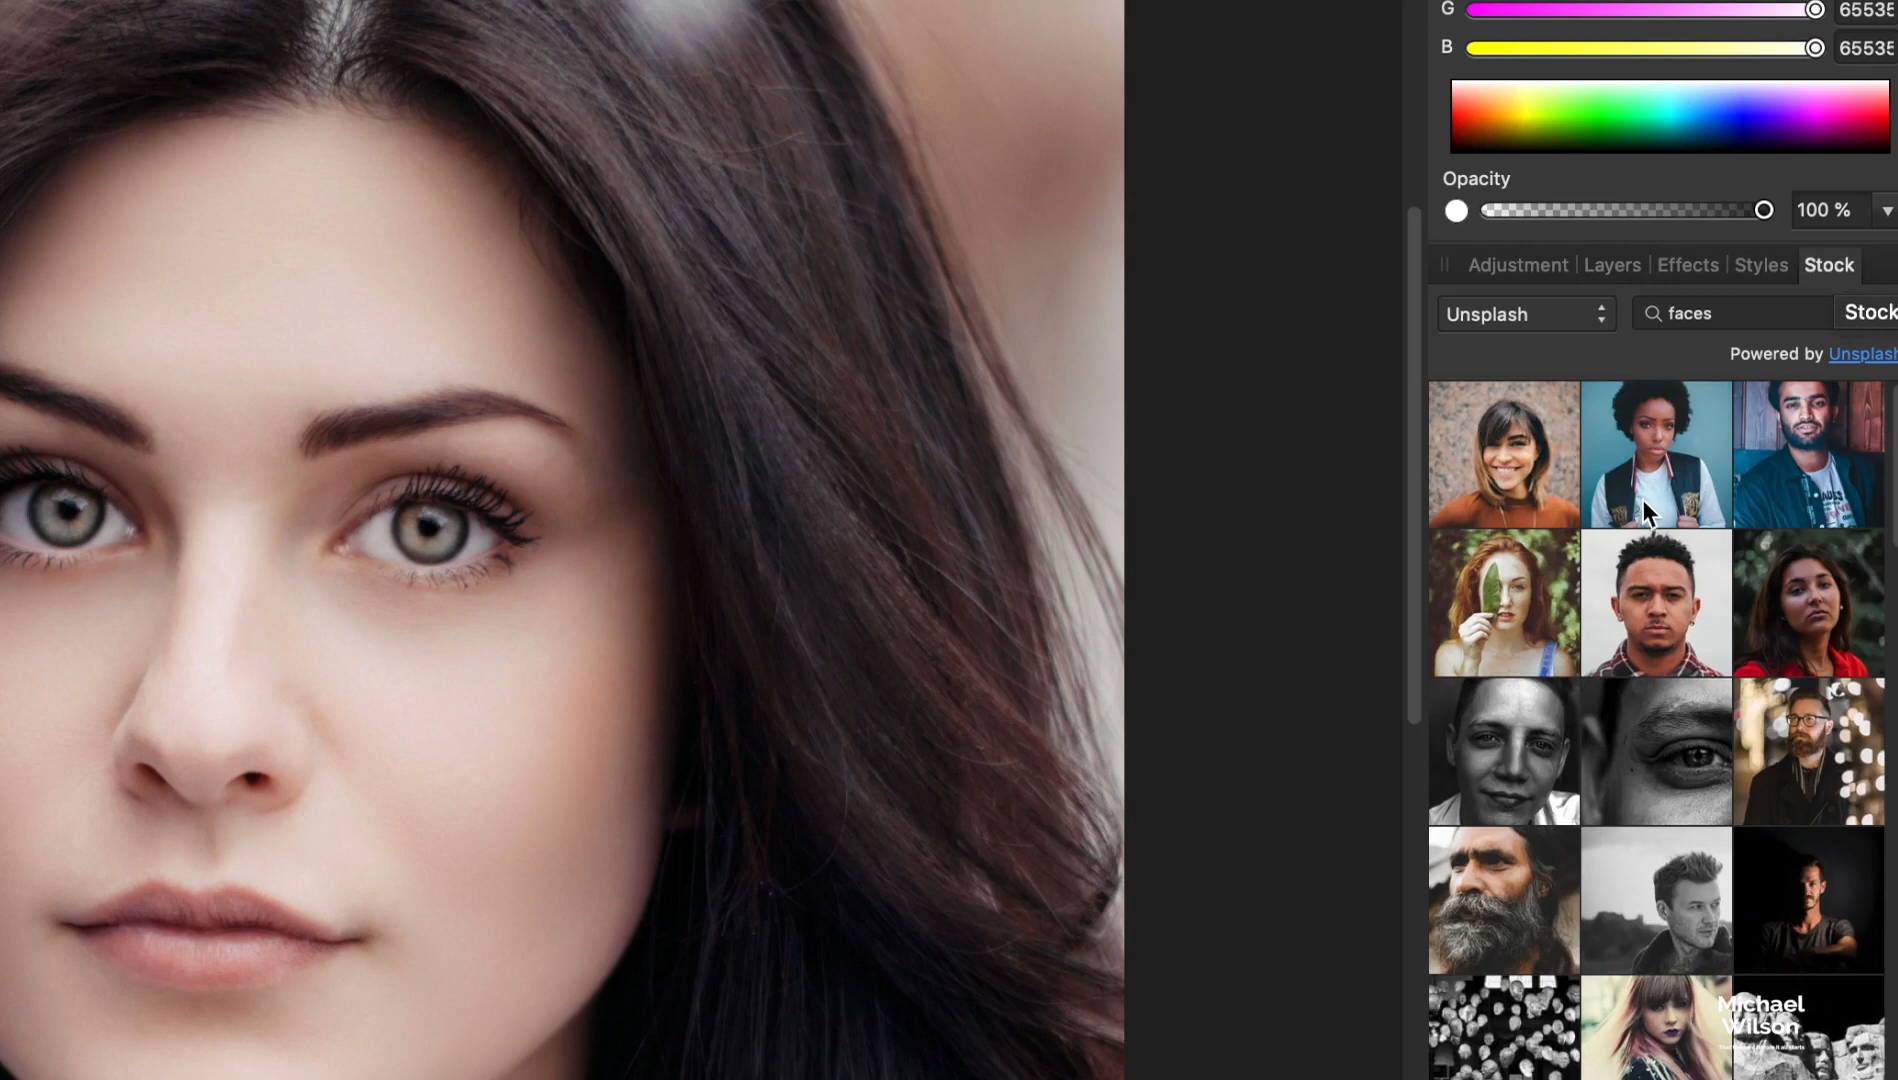 G 65535
B 65535
Opacity
100 %
Adjustment Layers Effects Styles Stock
Unsplash faces Stock
Powered by Unsplash
Michael
Wilson